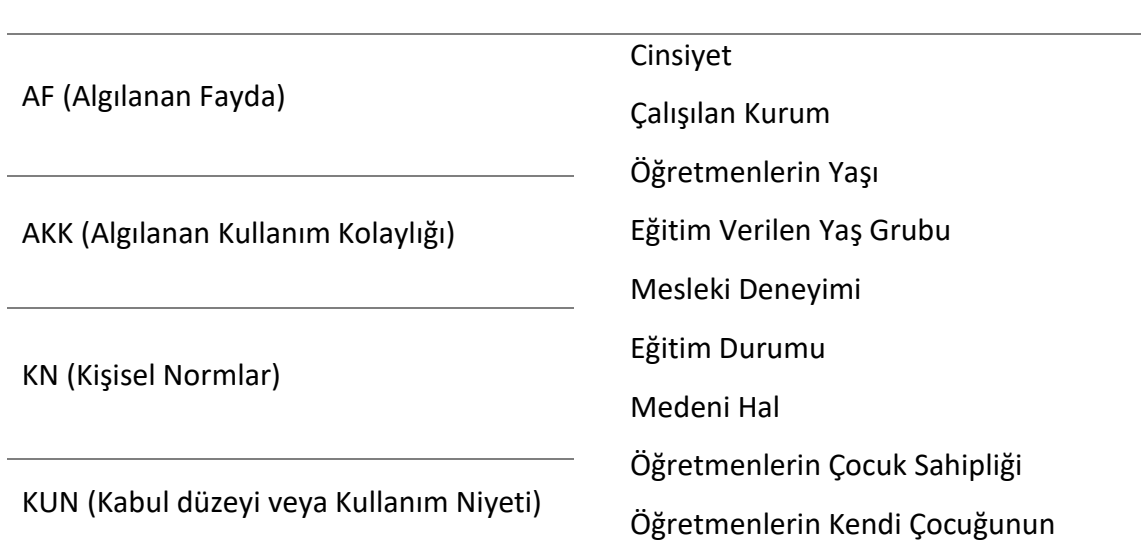 AF (Algılanan Fayda)
AKK (Algılanan Kullanım Kolaylığı)
KN (Kişisel Normlar)
KUN (Kabul düzeyi veya Kullanım Niyeti)
Cinsiyet
Çalışılan Kurum
Öğretmenlerin Yaşı
Eğitim Verilen Yaş Grubu
Mesleki Deneyimi
Eğitim Durumu
Medeni Hal
Öğretmenlerin Çocuk Sahipliği
Öğretmenlerin Kendi Çocuğunun